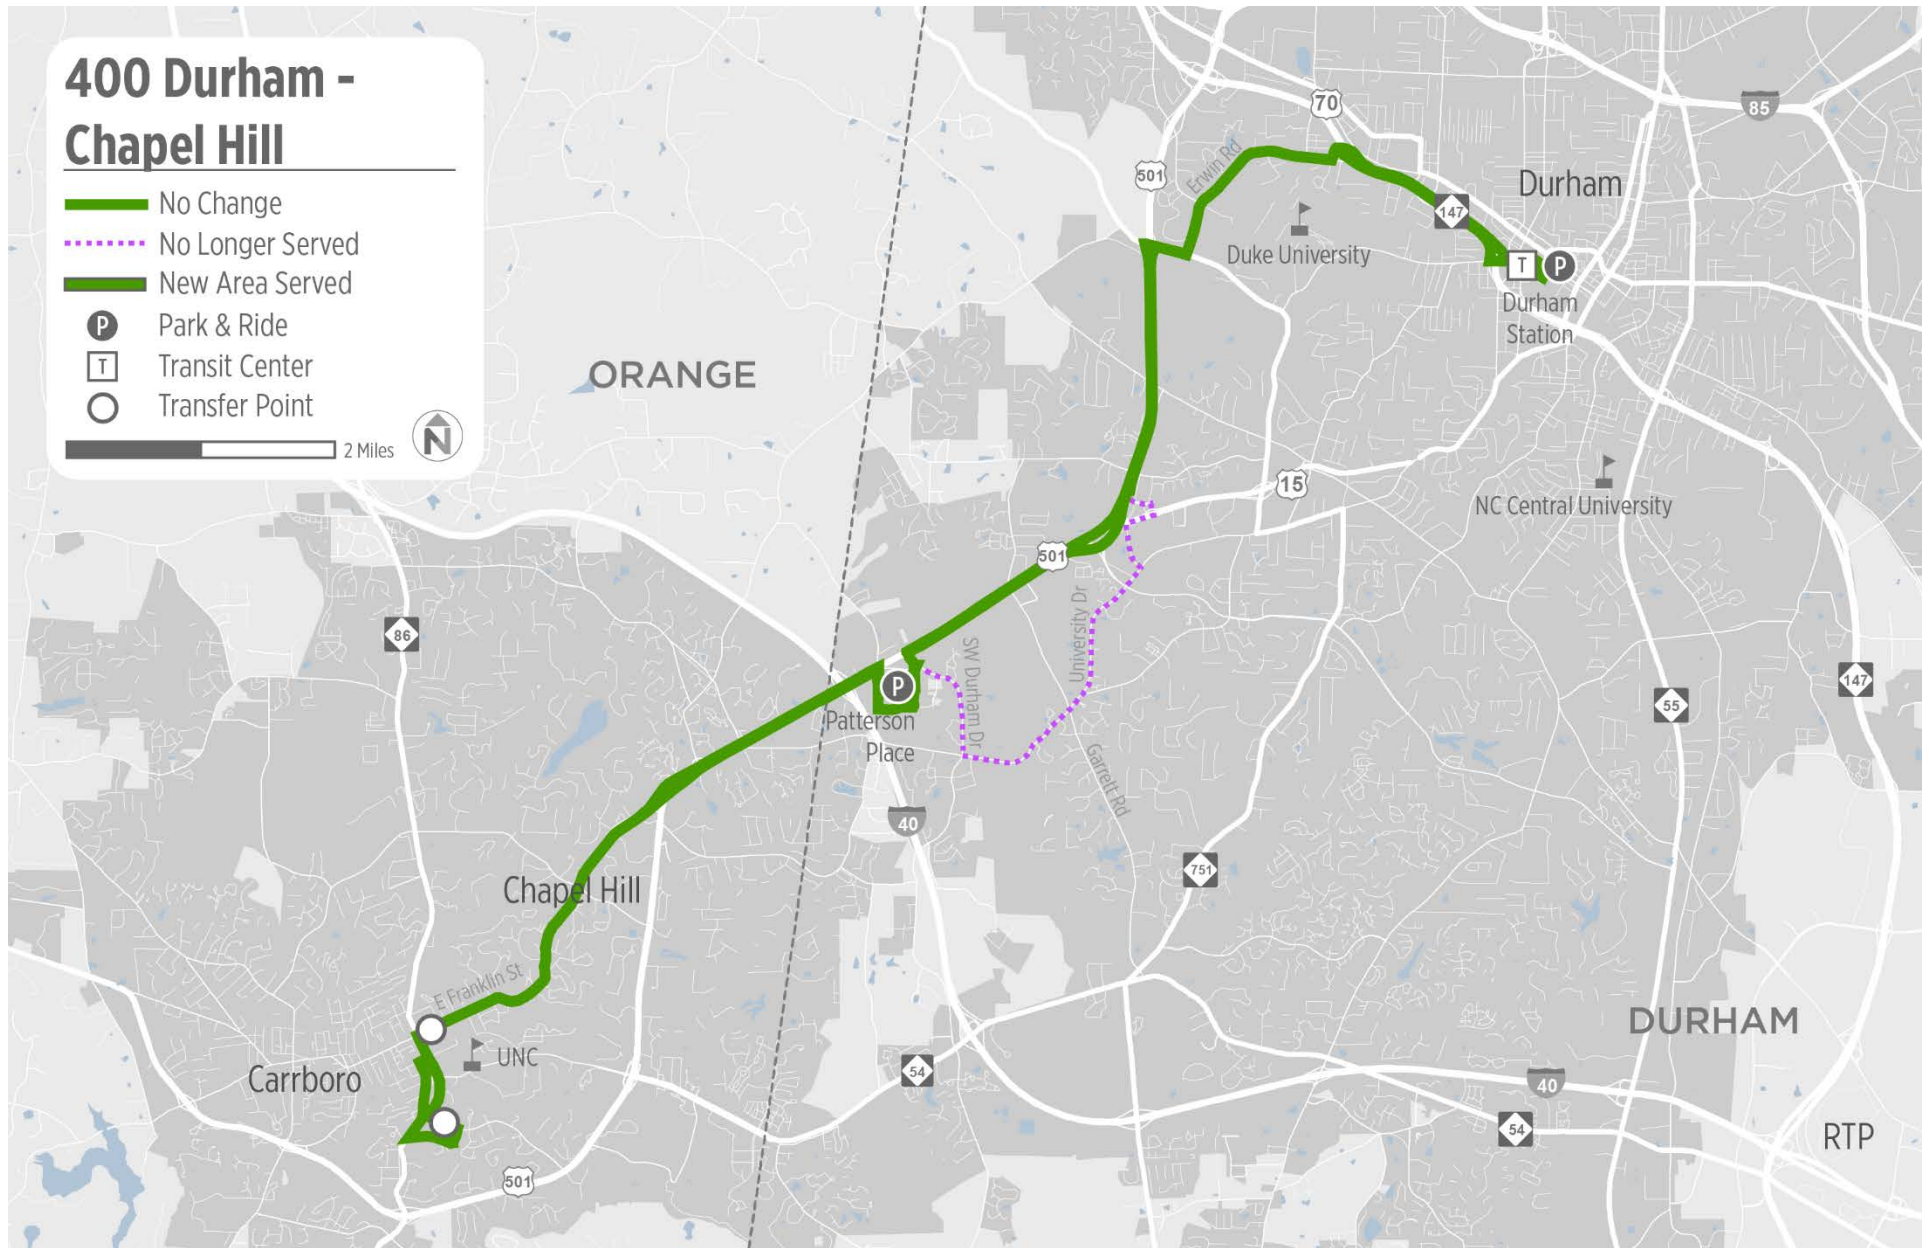 400 Durham -
Chapel Hill
No Change
No Longer Served
New Area Served
P Park & Ride
T Transit Center
Transfer Point
2 Miles
N
70
85
501
Erwin Rd
Durham
147
Duke University
T P
Durham
Station
ORANGE
15
NC Central University
501
University Dr
86
SW Durham Dr
P
147
55
Patterson
Place
Garrett Rd
40
751
Chapel Hill
E Franklin St
DURHAM
UNC
Carrboro
54
40
54
RTP
501